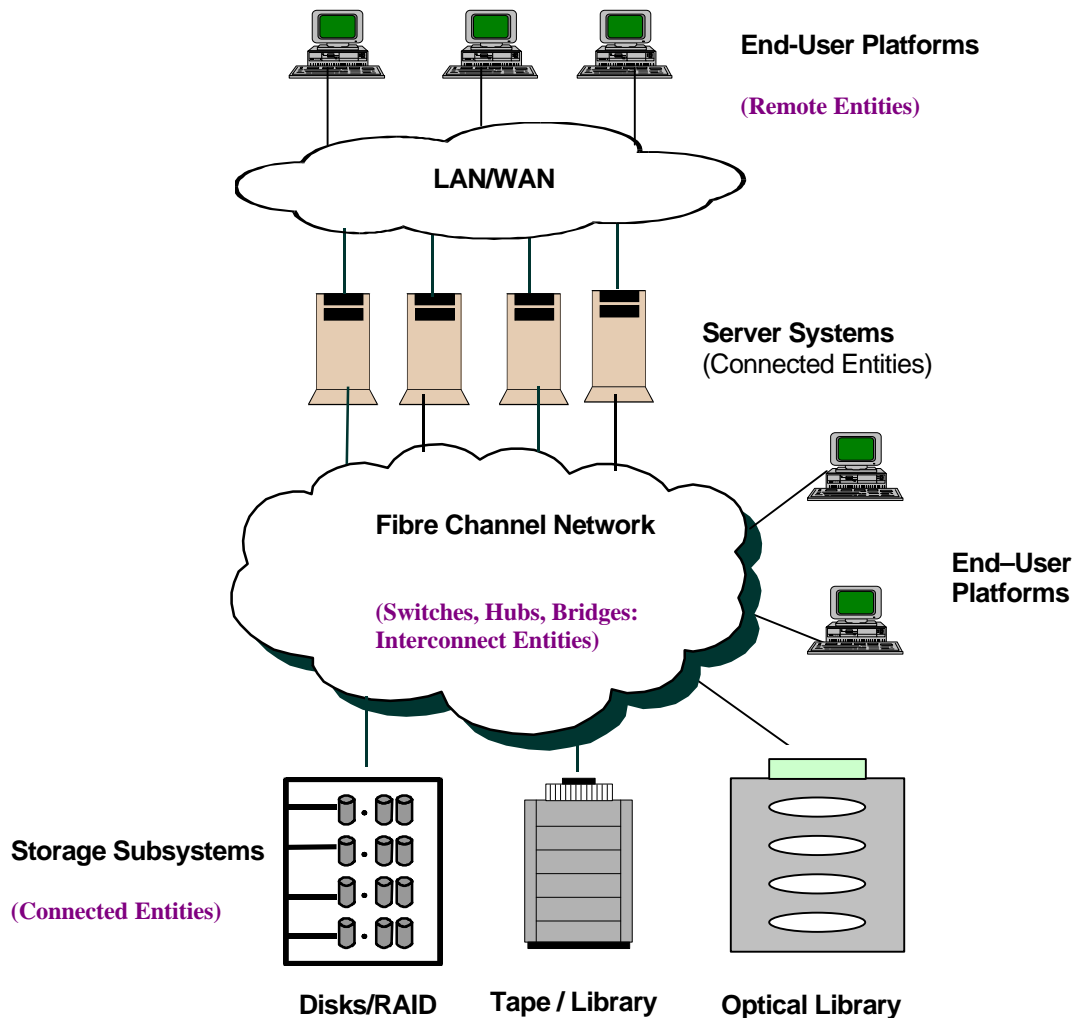 End-User Platforms
(Remote Entities)
LAN/WAN
Server Systems
(Connected Entities)
Fibre Channel Network
(Switches, Hubs, Bridges:
Interconnect Entities)
End–User
Platforms
Storage Subsystems
(Connected Entities)
Disks/RAID
Tape / Library
Optical Library